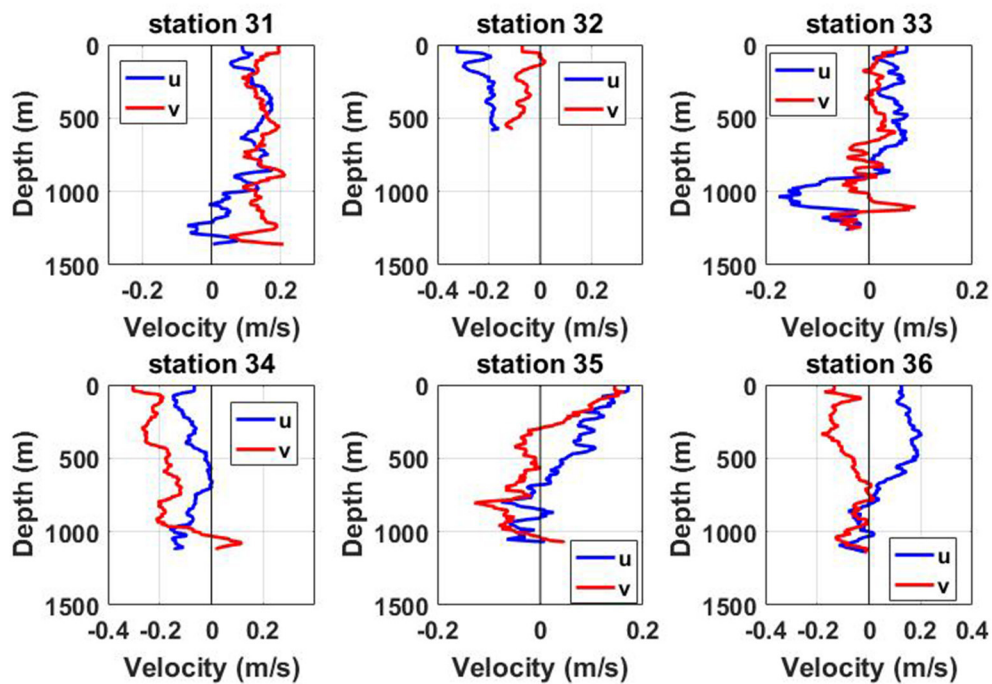 station 31
station 32
station 33
0
500
1000
1500
Depth (m)
u
v
-0.2 0 0.2
Velocity (m/s)
0
500
1000
1500
Depth (m)
u
v
-0.4 -0.2 0 0.2
Velocity (m/s)
0
500
1000
1500
Depth (m)
u
v
-0.2 0 0.2
Velocity (m/s)
station 34
station 35
station 36
0
500
1000
1500
Depth (m)
u
v
-0.4 -0.2 0 0.2
Velocity (m/s)
0
500
1000
1500
Depth (m)
u
v
-0.2 0 0.2
Velocity (m/s)
0
500
1000
1500
Depth (m)
u
v
-0.4 -0.2 0 0.2 0.4
Velocity (m/s)